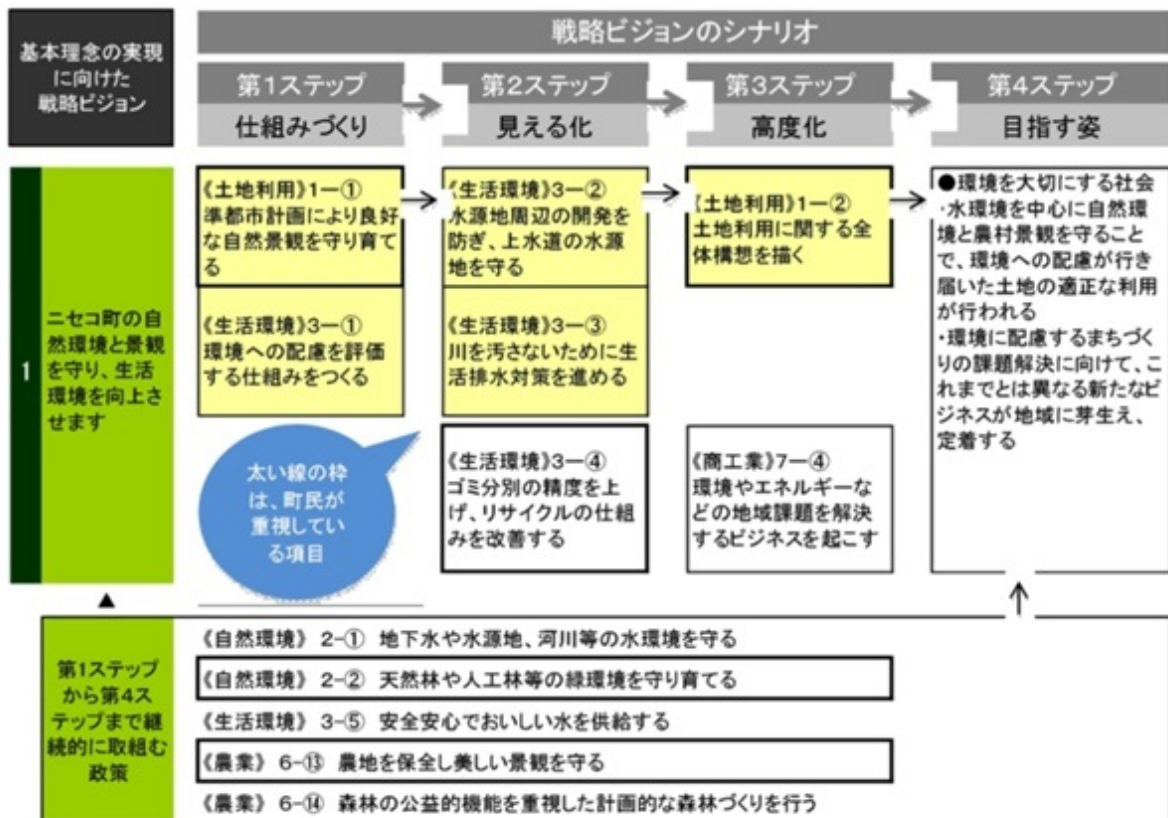 基本理念の実現
に向けた
戦略ビジョン
戦略ビジョンのシナリオ
第1ステップ
仕組みづくり
第2ステップ
見える化
第3ステップ
高度化
第4ステップ
目指す姿
1
ニセコ町の自
然環境と景観
を守り、生活
環境を向上さ
せます
《土地利用》1―①
準都市計画により良好
な自然景観を守り育て
る
《生活環境》3―①
環境への配慮を評価
する仕組みをつくる
《生活環境》3―②
水源地周辺の開発を
防ぎ、上水道の水源
地を守る
《生活環境》3―③
川を汚さないために生
活排水対策を進める
《生活環境》3―④
ゴミ分別の精度を上
げ、リサイクルの仕組
みを改善する
《土地利用》1―②
土地利用に関する全
体構想を描く
《商工業》7―④
環境やエネルギーな
どの地域課題を解決
するビジネスを起こす
●環境を大切にする社会
・水環境を中心に自然環
境と農村景観を守ること
で、環境への配慮が行き
届いた土地の適正な利用
が行われる
・環境に配慮するまちづく
りの課題解決に向けて、こ
れまでとは異なる新たなビ
ジネスが地域に芽生え、
定着する
太い線の枠
は、町民が
重視してい
る項目
第1ステップ
から第4ス
テップまで継
続的に取組む
政策
《自然環境》 2-① 地下水や水源地、河川等の水環境を守る
《自然環境》 2-② 天然林や人工林等の緑環境を守り育てる
《生活環境》 3-⑤ 安全安心でおいしい水を供給する
《農業》 6-⑬ 農地を保全し美しい景観を守る
《農業》 6-⑭ 森林の公益的機能を重視した計画的な森林づくりを行う